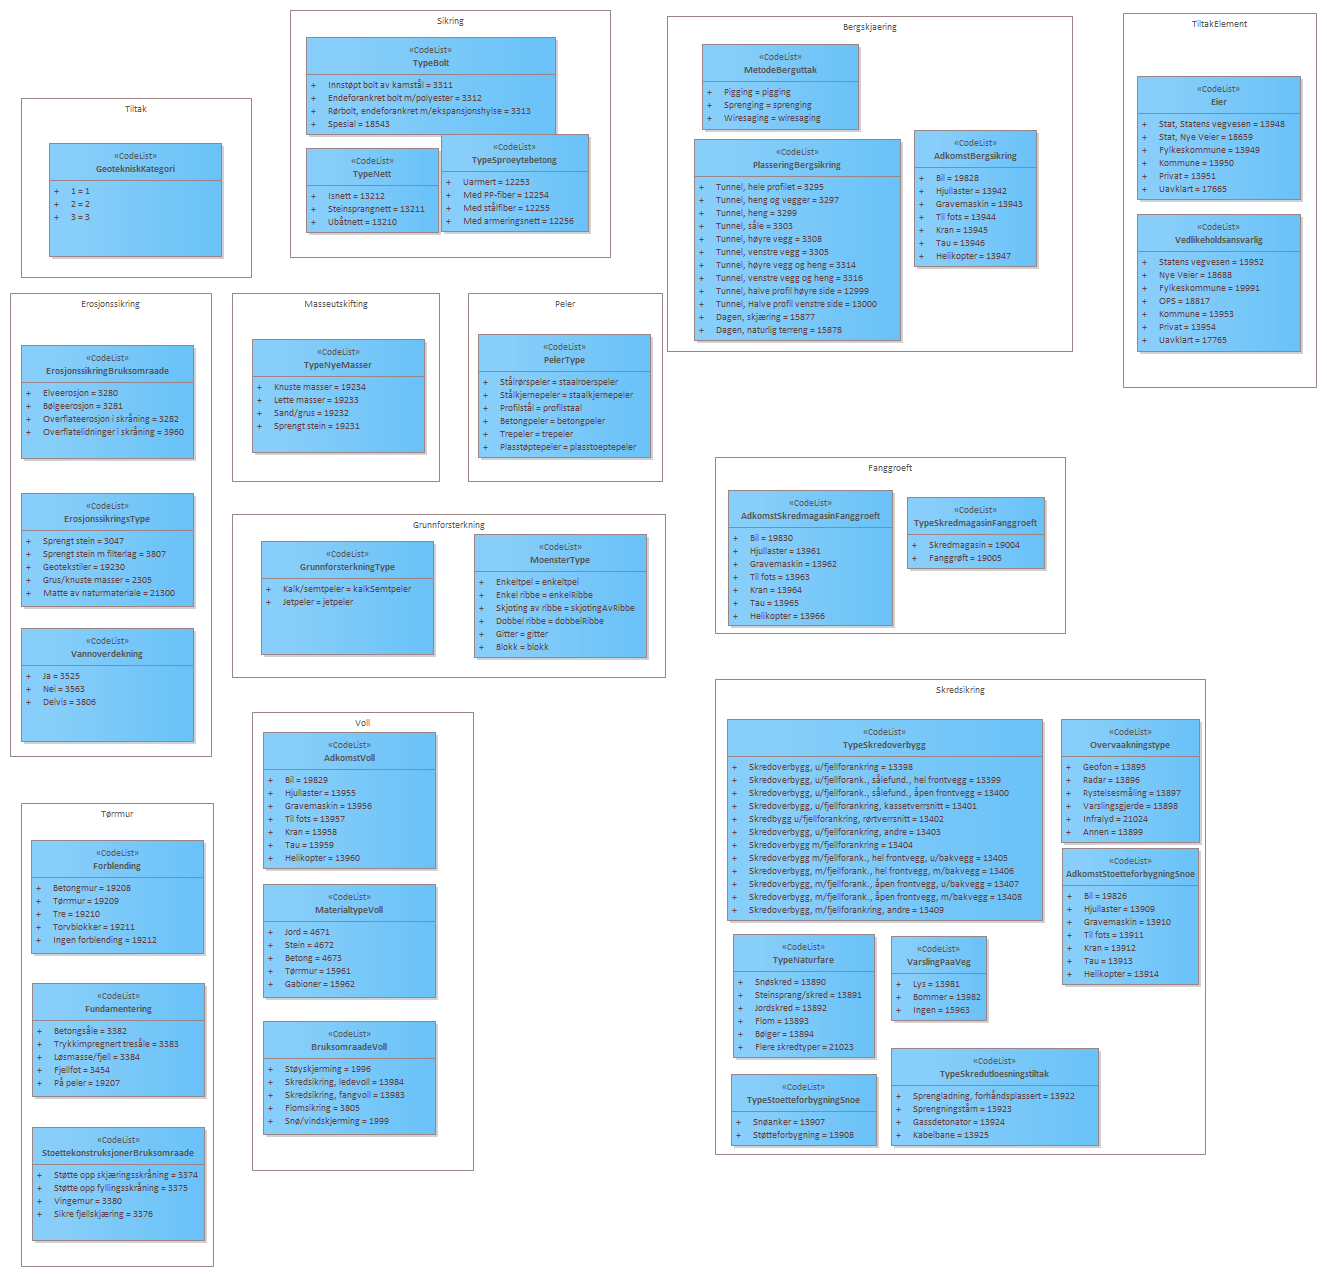 Tiltak
«CodeList»
GeotekniskKategori
+ 1 = 1
+ 2 = 2
+ 3 = 3
Sikring
«CodeList»
TypeBolt
+ Innstøpt bolt av kamstål = 3311
+ Endeforankret bolt m/polyester = 3312
+ Rørbolt, endeforankret m/ekspansjonshylse = 3313
+ Spesial = 18543
«CodeList»
TypeNett
+ Isnett = 13212
+ Steinsprangnett = 13211
+ Ubåtnett = 13210
«CodeList»
TypeSproeytebetong
+ Uarmert = 12253
+ Med PP-fiber = 12254
+ Med stålfiber = 12255
+ Med armeringsnett = 12256
Bergskjaering
«CodeList»
MetodeBerguttak
+ Pigging = pigging
+ Sprenging = sprenging
+ Wiresaging = wiresaging
«CodeList»
PlasseringBergsikring
+ Tunnel, hele profilet = 3295
+ Tunnel, heng og vegger = 3297
+ Tunnel, heng = 3299
+ Tunnel, såle = 3303
+ Tunnel, høyre vegg = 3308
+ Tunnel, venstre vegg = 3305
+ Tunnel, høyre vegg og heng = 3314
+ Tunnel, venstre vegg og heng = 3316
+ Tunnel, halve profil høyre side = 12999
+ Tunnel, Halve profil venstre side = 13000
+ Dagen, skjæring = 15877
+ Dagen, naturlig terreng = 15878
«CodeList»
AdkomstBergsikring
+ Bil = 19828
+ Hjullaster = 13942
+ Gravemaskin = 13943
+ Til fots = 13944
+ Kran = 13945
+ Tau = 13946
+ Helikopter = 13947
TiltakElement
«CodeList»
Eier
+ Stat, Statens vegvesen = 13948
+ Stat, Nye Veier = 18659
+ Fylkeskommune = 13949
+ Kommune = 13950
+ Privat = 13951
+ Uavklart = 17665
«CodeList»
Vedlikeholdsansvarlig
+ Statens vegvesen = 13952
+ Nye Veier = 18688
+ Fylkeskommune = 19991
+ OPS = 18817
+ Kommune = 13953
+ Privat = 13954
+ Uavklart = 17765
Erosjonssikring
«CodeList»
ErosjonssikringBruksomraade
+ Elveerosjon = 3280
+ Bølgeerosjon = 3281
+ Overflateerosjon i skråning = 3282
+ Overflatelidninger i skråning = 3960
«CodeList»
ErosjonssikringsType
+ Sprengt stein = 3047
+ Sprengt stein m filterlag = 3807
+ Geotekstiler = 19230
+ Grus/knuste masser = 2305
+ Matte av naturmateriale = 21300
«CodeList»
Vannoverdekning
+ Ja = 3525
+ Nei = 3563
+ Delvis = 3806
Masseutskifting
«CodeList»
TypeNyeMasser
+ Knuste masser = 19234
+ Lette masser = 19233
+ Sand/grus = 19232
+ Sprengt stein = 19231
Peler
«CodeList»
PelerType
+ Stålrørspeler = staalroerspeler
+ Stålkjernepeler = staalkjernepeler
+ Profilstål = profilstaal
+ Betongpeler = betongpeler
+ Trepeler = trepeler
+ Plasstøptepeler = plasstoeptepeler
Grunnforsterkning
«CodeList»
GrunnforsterkningType
+ Kalk/semtpeler = kalkSemtpeler
+ Jetpeler = jetpeler
«CodeList»
MoensterType
+ Enkeltpel = enkeltpel
+ Enkel ribbe = enkelRibbe
+ Skjoting av ribbe = skjotingAvRibbe
+ Dobbel ribbe = dobbelRibbe
+ Gitter = gitter
+ Blokk = blokk
Fanggroeft
«CodeList»
AdkomstSkredmagasinFanggroeft
+ Bil = 19830
+ Hjullaster = 13961
+ Gravemaskin = 13962
+ Til fots = 13963
+ Kran = 13964
+ Tau = 13965
+ Helikopter = 13966
«CodeList»
TypeSkredmagasinFanggroeft
+ Skredmagasin = 19004
+ Fanggrøft = 19005
Voll
«CodeList»
AdkomstVoll
+ Bil = 19829
+ Hjullaster = 13955
+ Gravemaskin = 13956
+ Til fots = 13957
+ Kran = 13958
+ Tau = 13959
+ Helikopter = 13960
«CodeList»
MaterialtypeVoll
+ Jord = 4671
+ Stein = 4672
+ Betong = 4673
+ Tørrmur = 15961
+ Gabioner = 15962
«CodeList»
BruksomraadeVoll
+ Støyskjerming = 1996
+ Skredsikring, ledevoll = 13984
+ Skredsikring, fangvoll = 13983
+ Flomsikring = 3805
+ Snø/vindskjerming = 1999
Tørrmur
«CodeList»
Forblending
+ Betongmur = 19208
+ Tørrmur = 19209
+ Tre = 19210
+ Torvblokker = 19211
+ Ingen forblending = 19212
«CodeList»
Fundamentering
+ Betongsåle = 3382
+ Trykkimpregnert tresåle = 3383
+ Løsmasse/fjell = 3384
+ Fjellfot = 3454
+ På peler = 19207
«CodeList»
StoettekonstruksjonerBruksomraade
+ Støtte opp skjæringsskråning = 3374
+ Støtte opp fyllingsskråning = 3375
+ Vingemur = 3380
+ Sikre fjellskjæring = 3376
Skredsikring
«CodeList»
TypeSkredoverbygg
+ Skredoverbygg, u/fjellforankring = 13398
+ Skredoverbygg, u/fjellforank., sålefund., hel frontvegg = 13399
+ Skredoverbygg, u/fjellforank., sålefund., åpen frontvegg = 13400
+ Skredoverbygg, u/fjellforankring, kassetverrsnitt = 13401
+ Skredbygg u/fjellforankring, rørtverrsnitt = 13402
+ Skredoverbygg, u/fjellforankring, andre = 13403
+ Skredoverbygg m/fjellforankring = 13404
+ Skredoverbygg m/fjellforank., hel frontvegg, u/bakvegg = 13405
+ Skredoverbygg, m/fjellforank., hel frontvegg, m/bakvegg = 13406
+ Skredoverbygg, m/fjellforank., åpen frontvegg, u/bakvegg = 13407
+ Skredoverbygg, m/fjellforank., åpen frontvegg, m/bakvegg = 13408
+ Skredoverbygg, m/fjellforankring, andre = 13409
«CodeList»
Overvaakningstype
+ Geofon = 13895
+ Radar = 13896
+ Rystelsesmåling = 13897
+ Varslingsgjerde = 13898
+ Infralyd = 21024
+ Annen = 13899
«CodeList»
AdkomstStoetteforbygningSnoe
+ Bil = 19826
+ Hjullaster = 13909
+ Gravemaskin = 13910
+ Til fots = 13911
+ Kran = 13912
+ Tau = 13913
+ Helikopter = 13914
«CodeList»
TypeNaturfare
+ Snøskred = 13890
+ Steinsprang/skred = 13891
+ Jordskred = 13892
+ Flom = 13893
+ Bølger = 13894
+ Flere skredtyper = 21023
«CodeList»
VarslingPaaVeg
+ Lys = 13981
+ Bommer = 13982
+ Ingen = 15963
«CodeList»
TypeStoetteforbygningSnoe
+ Snøanker = 13907
+ Støtteforbygning = 13908
«CodeList»
TypeSkredutloesningstiltak
+ Sprengladning, forhåndsplassert = 13922
+ Sprengningstårn = 13923
+ Gassdetonator = 13924
+ Kabelbane = 13925